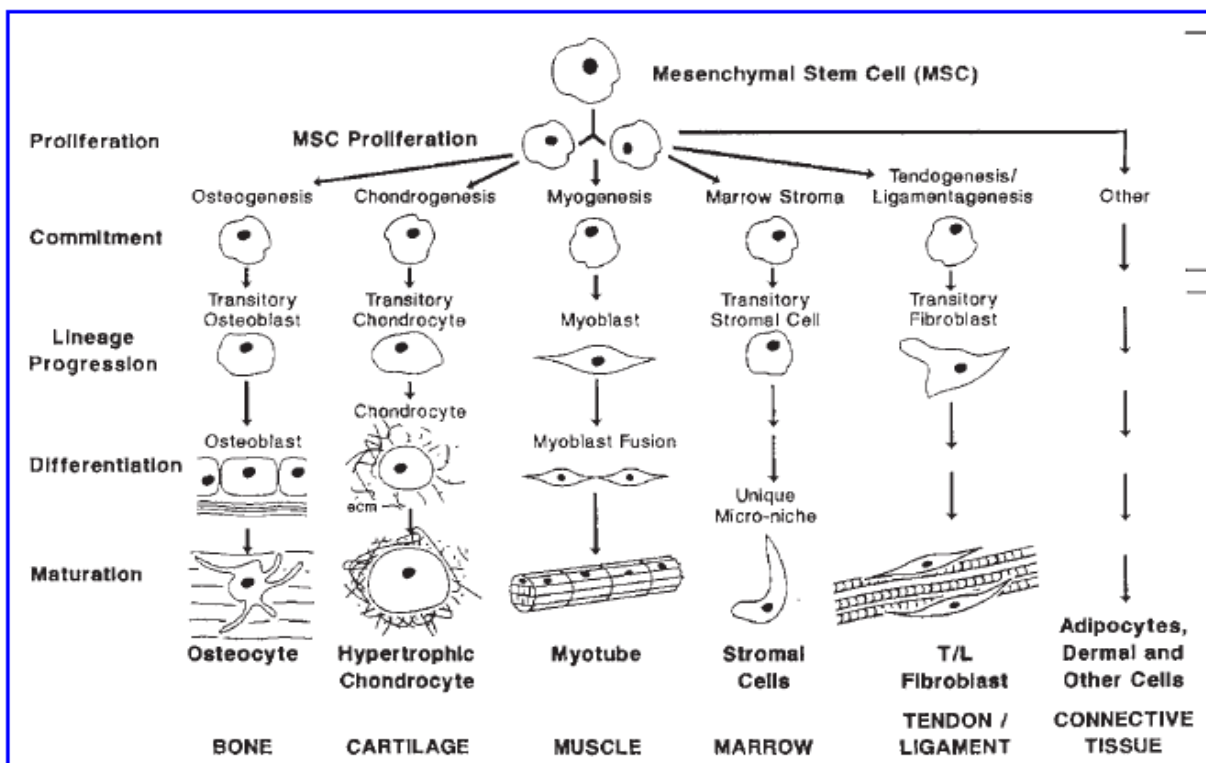 Mesenchymal Stem Cell (MSC)
Proliferation
MSC Proliferation
Osteogenesis
Chondrogenesis
Myogenesis
Marrow Stroma
Tendogenesis/
Ligamentagenesis
Other
Commitment
Transitory
Osteoblast
Transitory
Chondrocyte
Myoblast
Transitory
Stromal Cell
Transitory
Fibroblast
Lineage
Progression
Chondrocyte
Osteoblast
Myoblast Fusion
Differentiation
ecm
Unique
Micro-niche
Maturation
Osteocyte
Hypertrophic
Chondrocyte
Myotube
Stromal
Cells
T/L
Fibroblast
Adipocytes,
Dermal and
Other Cells
BONE
CARTILAGE
MUSCLE
MARROW
TENDON /
LIGAMENT
CONNECTIVE
TISSUE